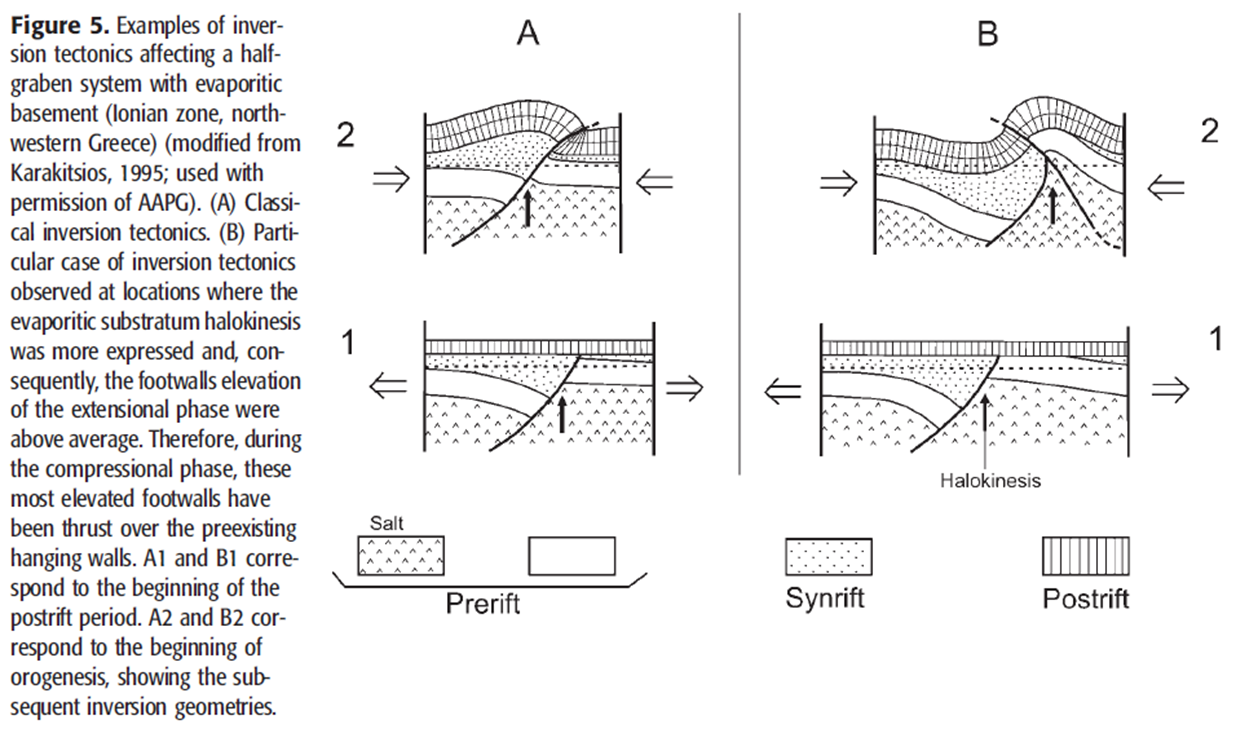 Figure 5. Examples of inver-
sion tectonics affecting a half-
graben system with evaporitic
basement (Ionian zone, north-
western Greece) (modified from
Karakitsios, 1995; used with
permission of AAPG). (A) Classi-
cal inversion tectonics. (B) Parti-
cular case of inversion tectonics
observed at locations where the
evaporitic substratum halokinesis
was more expressed and, con-
sequently, the footwalls elevation
of the extensional phase were
above average. Therefore, during
the compressional phase, these
most elevated footwalls have
been thrust over the preexisting
hanging walls. A1 and B1 corre-
spond to the beginning of the
postrift period. A2 and B2 cor-
respond to the beginning of
orogenesis, showing the sub-
sequent inversion geometries.
A
B
2
2
1
1
Halokinesis
Salt
Prerift
Synrift
Postrift